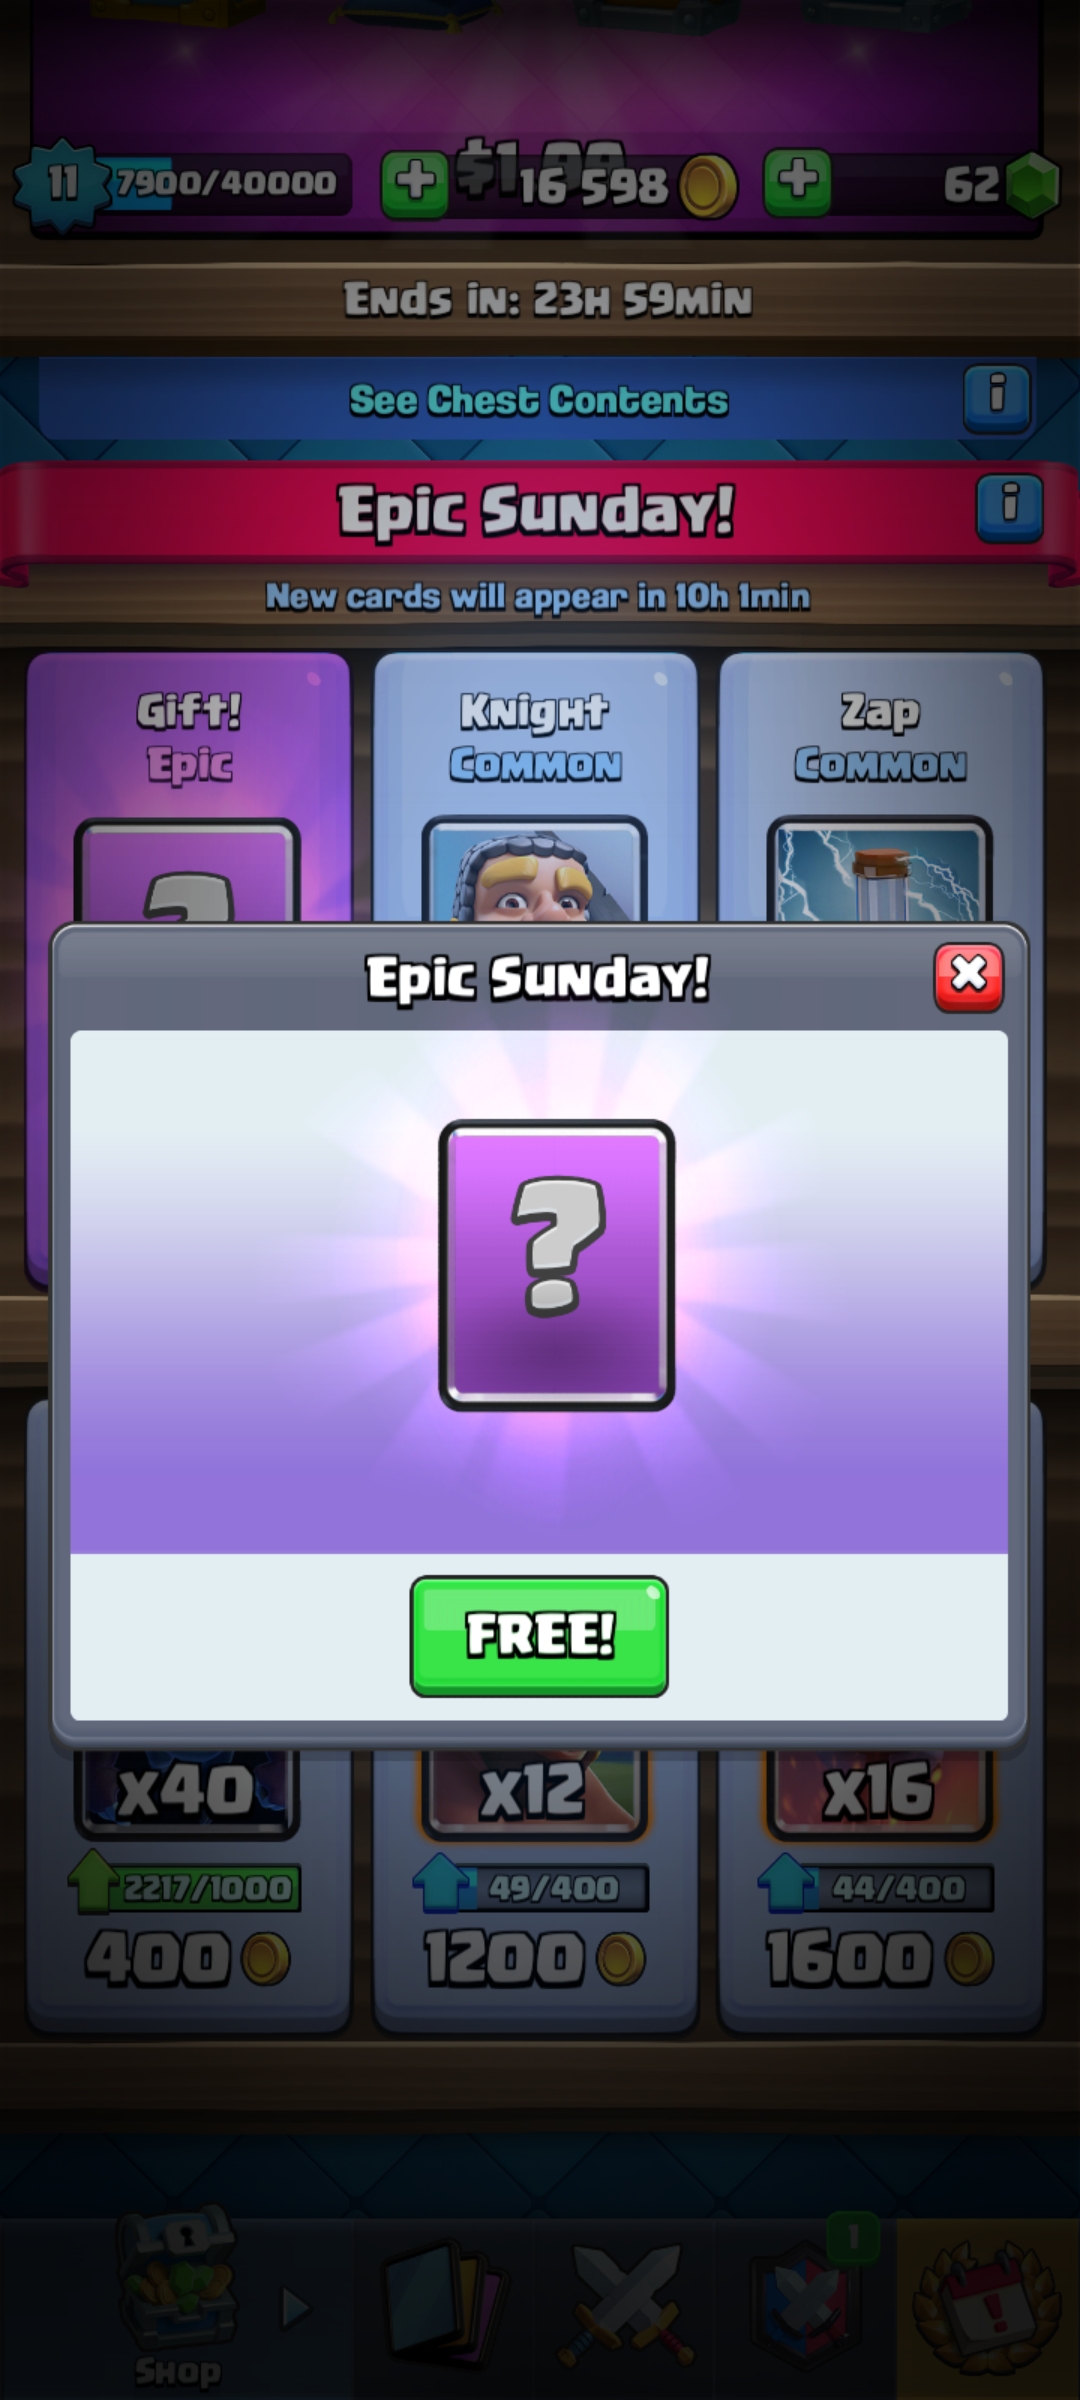 $1.99
11
7900/40000
16 598
62
Ends in: 23h 59min
See Chest Contents
i
Epic Sunday!
i
New cards will appear in 10h 1min
Gift!
Epic
?
Knight
Common
Zap
Common
Epic Sunday!
?
FREE!
x40
x12
x16
2217/1000
49/400
44/400
400
1200
1600
1
!
Shop